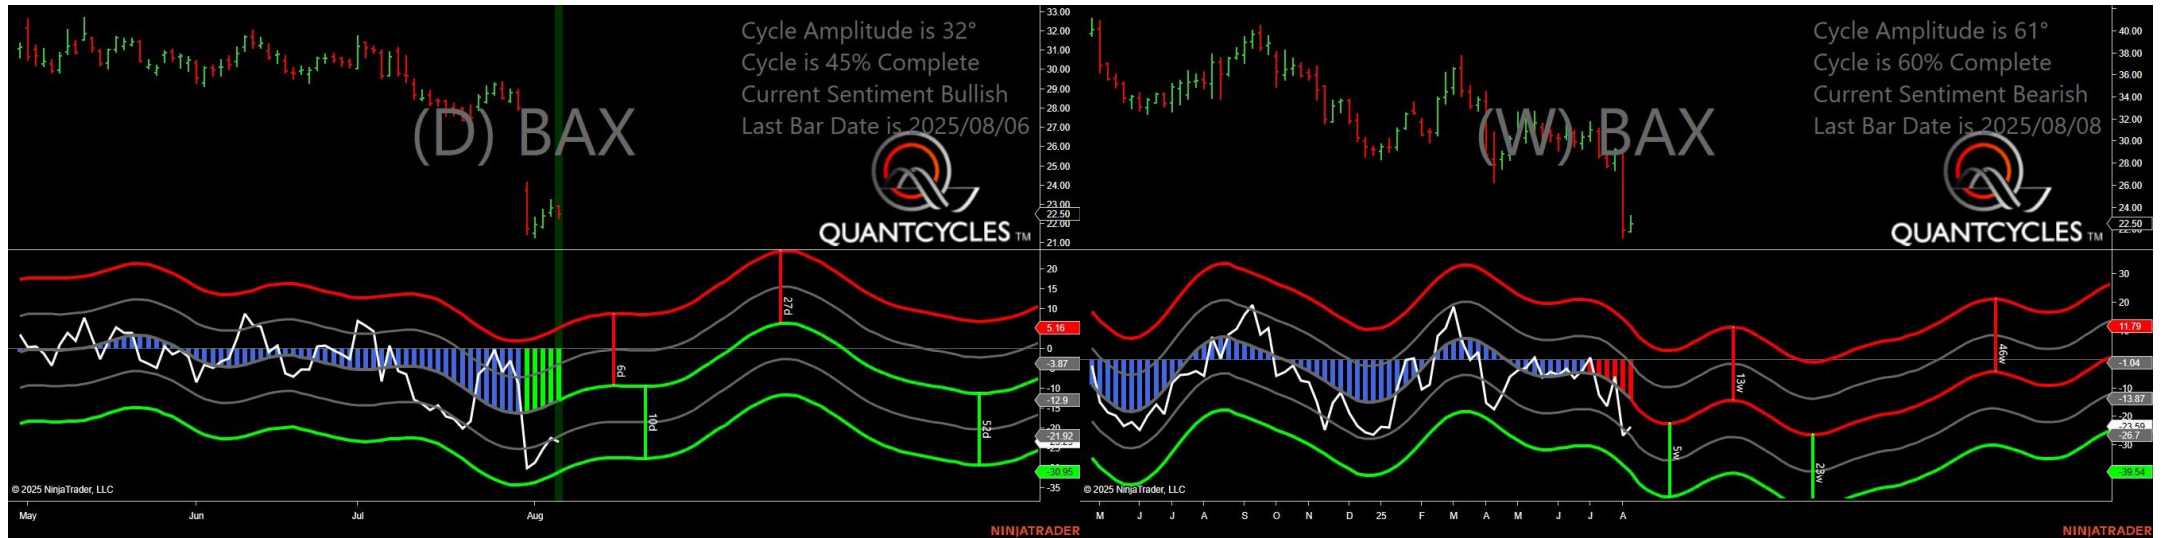 Cycle Amplitude is 32°
Cycle is 45% Complete
Current Sentiment Bullish
Last Bar Date is 2025/08/06
(D) BAX
QUANTCYCLES TM
33.00
32.00
31.00
30.00
29.00
28.00
27.00
26.00
25.00
24.00
23.00
22.50
22.00
21.00
20
15
10
5.16
0
-3.87
-10
-12.9
-15
-20
-21.92
-30.95
-35
6d
10d
27d
52d
© 2025 NinjaTrader, LLC
May Jun Jul Aug
NINJATRADER
Cycle Amplitude is 61°
Cycle is 60% Complete
Current Sentiment Bearish
Last Bar Date is 2025/08/08
(W) BAX
QUANTCYCLES TM
40.00
38.00
36.00
34.00
32.00
30.00
28.00
26.00
24.00
22.50
30
20
11.79
-1.04
-10
-13.87
-20
-23.59
-26.7
-30
-39.54
5w
13w
23w
46w
© 2025 NinjaTrader, LLC
M J J A S O N D 25 F M A M J J A
NINJATRADER